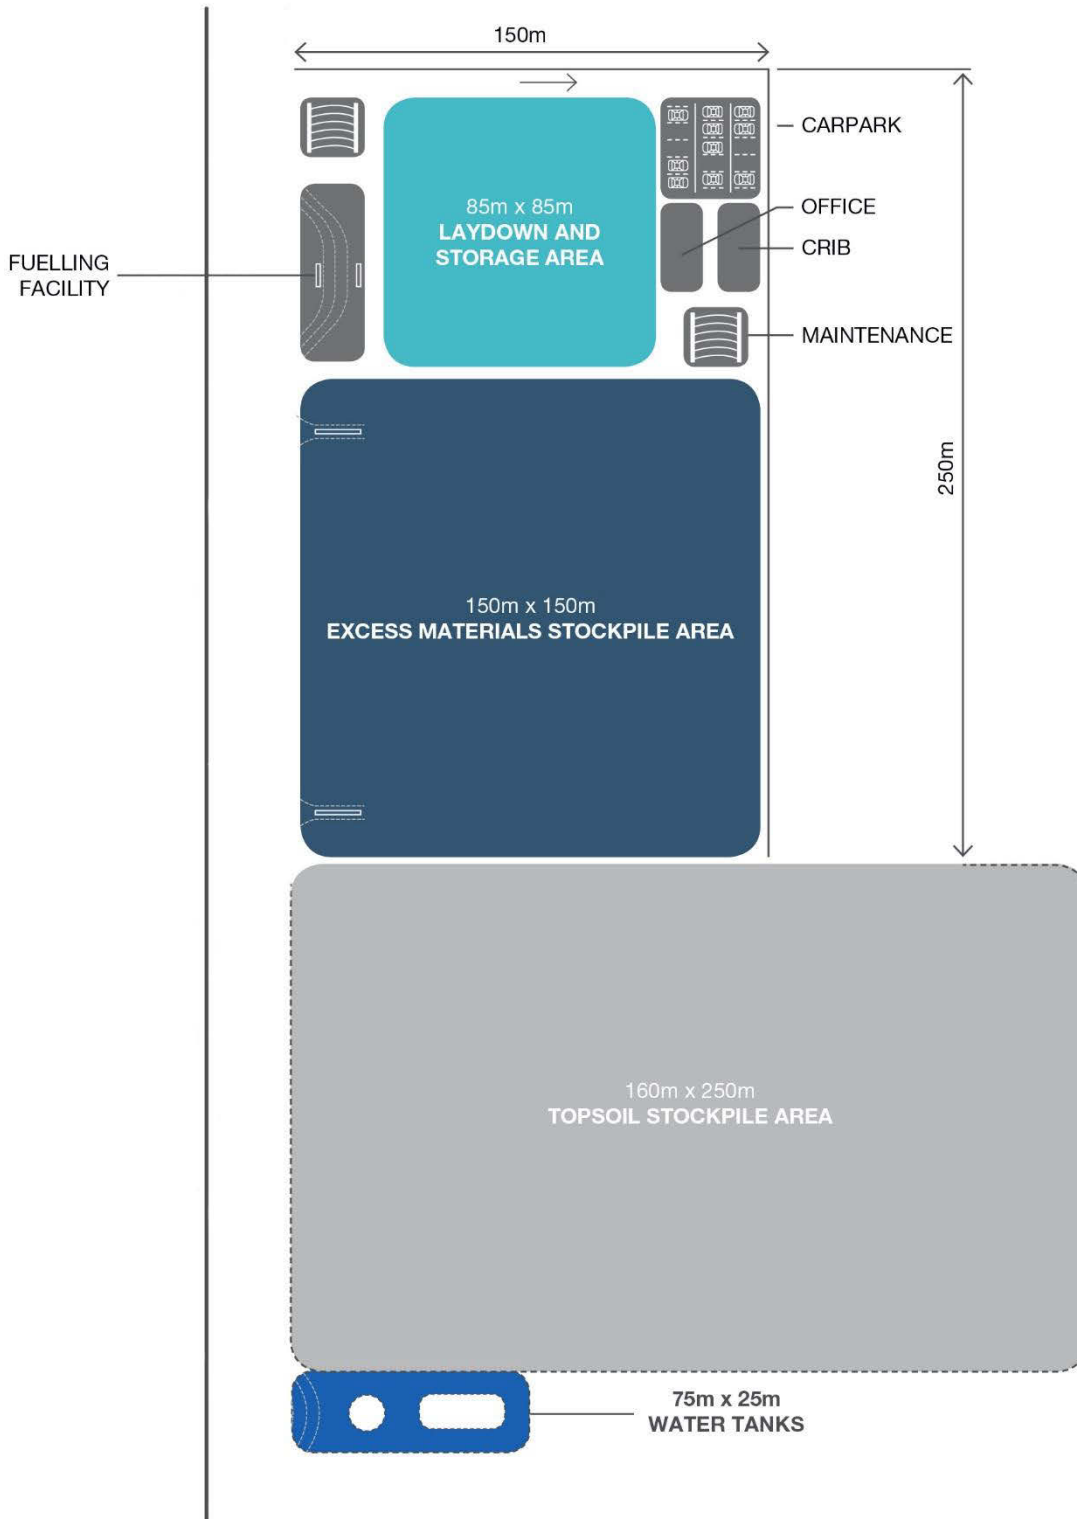 150m
CARPARK
85m x 85m
LAYDOWN AND
STORAGE AREA
OFFICE
CRIB
FUELLING
FACILITY
MAINTENANCE
250m
150m x 150m
EXCESS MATERIALS STOCKPILE AREA
160m x 250m
TOPSOIL STOCKPILE AREA
75m x 25m
WATER TANKS